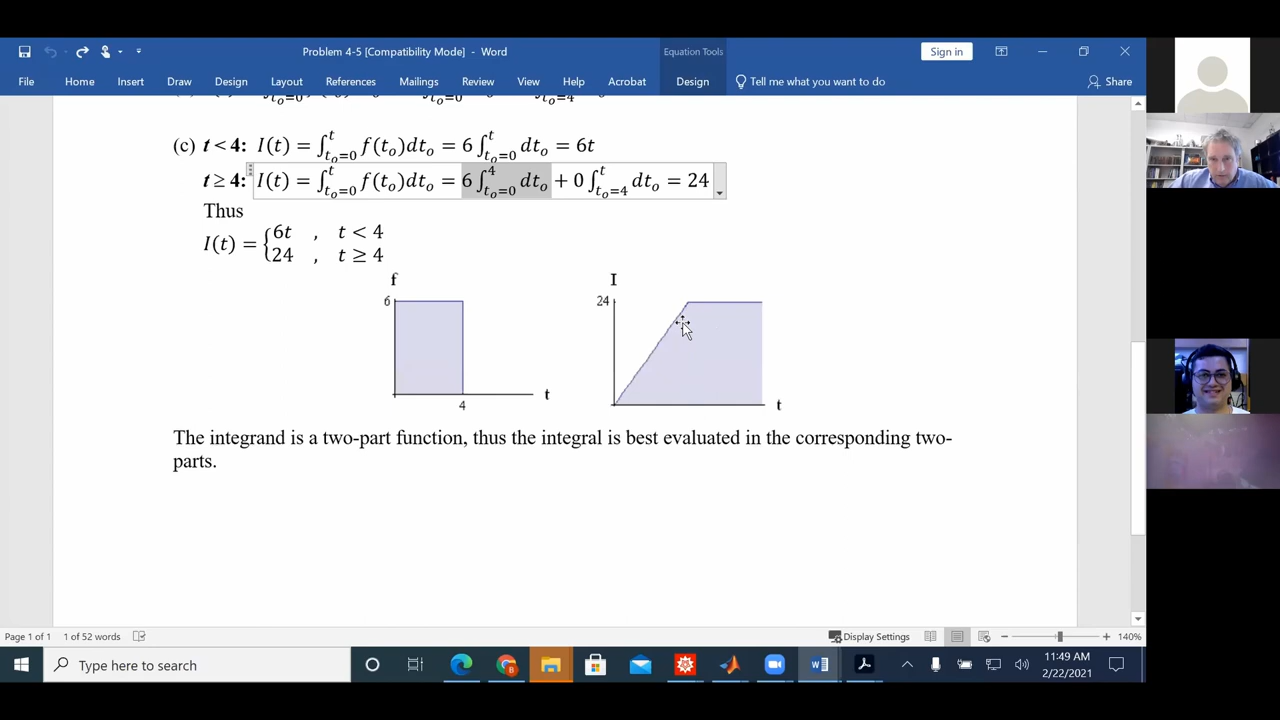 Problem 4-5 [Compatibility Mode] - Word
Equation Tools
Sign in
File Home Insert Draw Design Layout References Mailings Review View Help Acrobat Design Tell me what you want to do Share
(c) t < 4: I(t) = ∫_{t_o=0}^{t} f(t_o)dt_o = 6 ∫_{t_o=0}^{t} dt_o = 6t
t ≥ 4: I(t) = ∫_{t_o=0}^{t} f(t_o)dt_o = 6 ∫_{t_o=0}^{4} dt_o + 0 ∫_{t_o=4}^{t} dt_o = 24
Thus
I(t) = { 6t , t < 4
24 , t ≥ 4
f
6
4
t
I
24
t
The integrand is a two-part function, thus the integral is best evaluated in the corresponding two-
parts.
Page 1 of 1 1 of 52 words Display Settings 140%
Type here to search
11:49 AM
2/22/2021